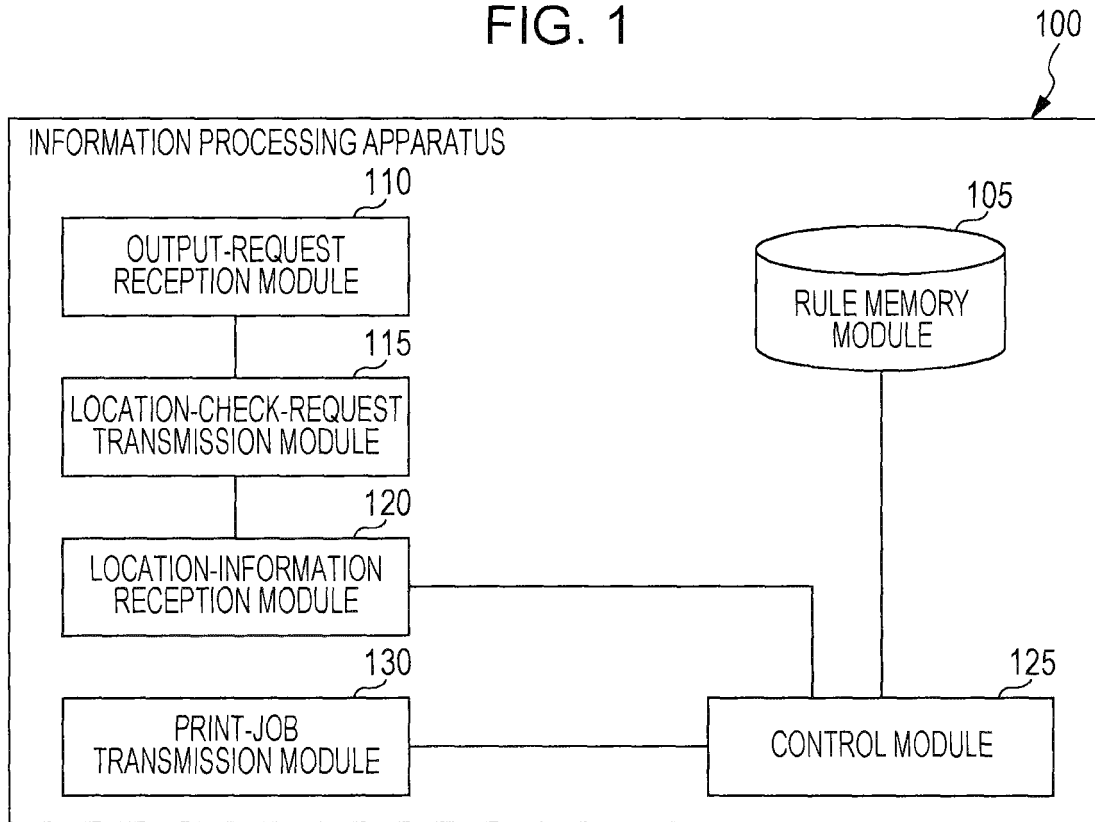 FIG. 1
100
INFORMATION PROCESSING APPARATUS
110
OUTPUT-REQUEST
RECEPTION MODULE
105
RULE MEMORY
MODULE
115
LOCATION-CHECK-REQUEST
TRANSMISSION MODULE
120
LOCATION-INFORMATION
RECEPTION MODULE
130
PRINT-JOB
TRANSMISSION MODULE
125
CONTROL MODULE